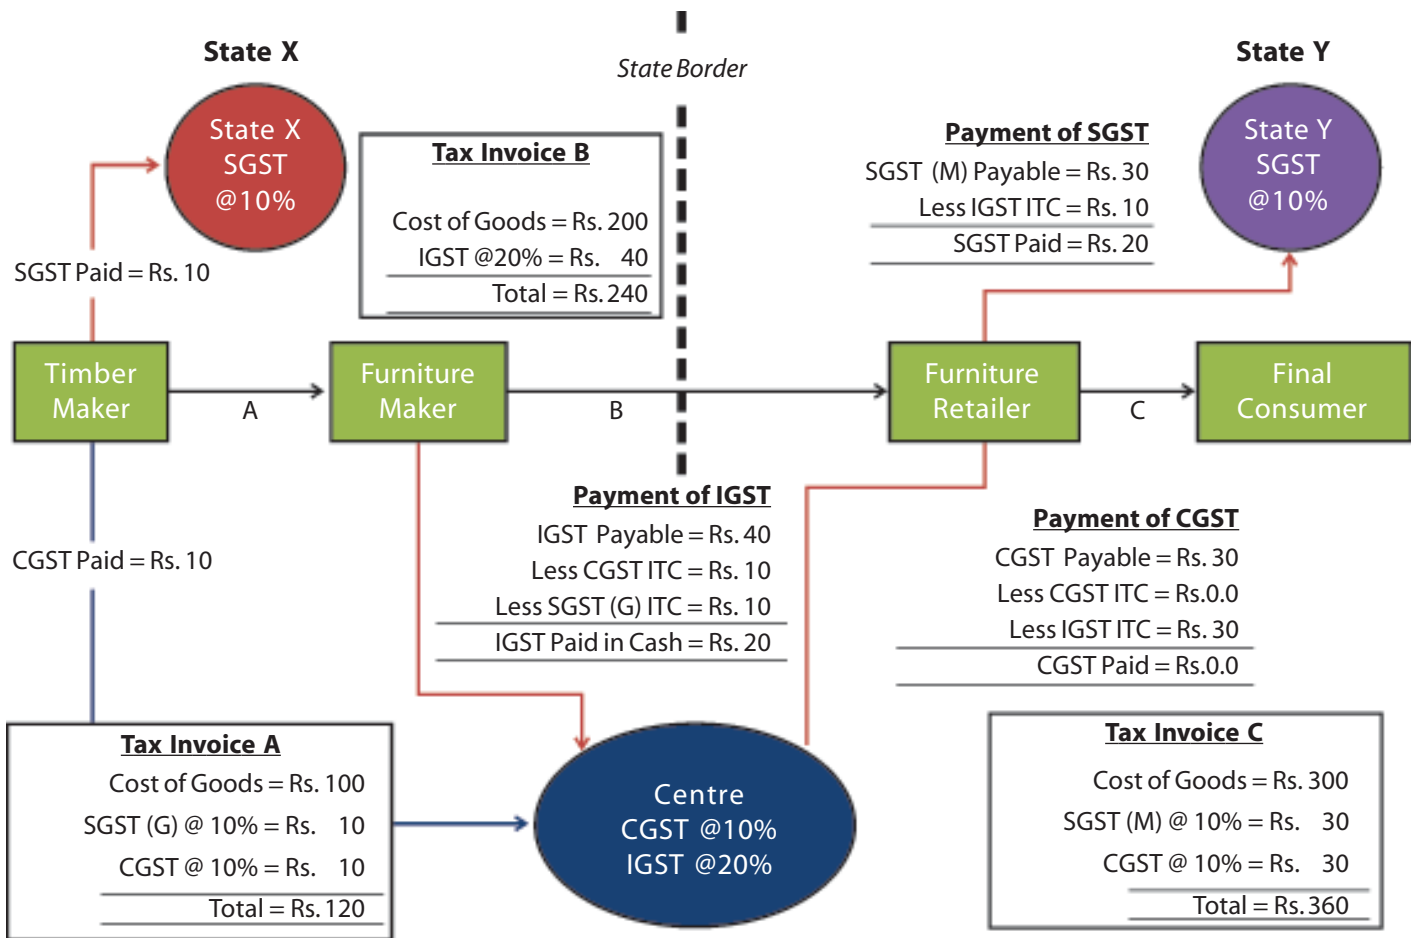 State X
State Border
State Y
State X
SGST
@10%
Tax Invoice B
Cost of Goods = Rs. 200
IGST @20% = Rs. 40
Total = Rs. 240
Payment of SGST
SGST (M) Payable = Rs. 30
Less IGST ITC = Rs. 10
SGST Paid = Rs. 20
State Y
SGST
@10%
SGST Paid = Rs. 10
Timber
Maker
A
Furniture
Maker
B
Furniture
Retailer
C
Final
Consumer
CGST Paid = Rs. 10
Payment of IGST
IGST Payable = Rs. 40
Less CGST ITC = Rs. 10
Less SGST (G) ITC = Rs. 10
IGST Paid in Cash = Rs. 20
Payment of CGST
CGST Payable = Rs. 30
Less CGST ITC = Rs.0.0
Less IGST ITC = Rs. 30
CGST Paid = Rs.0.0
Tax Invoice A
Cost of Goods = Rs. 100
SGST (G) @ 10% = Rs. 10
CGST @ 10% = Rs. 10
Total = Rs. 120
Centre
CGST @10%
IGST @20%
Tax Invoice C
Cost of Goods = Rs. 300
SGST (M) @ 10% = Rs. 30
CGST @ 10% = Rs. 30
Total = Rs. 360